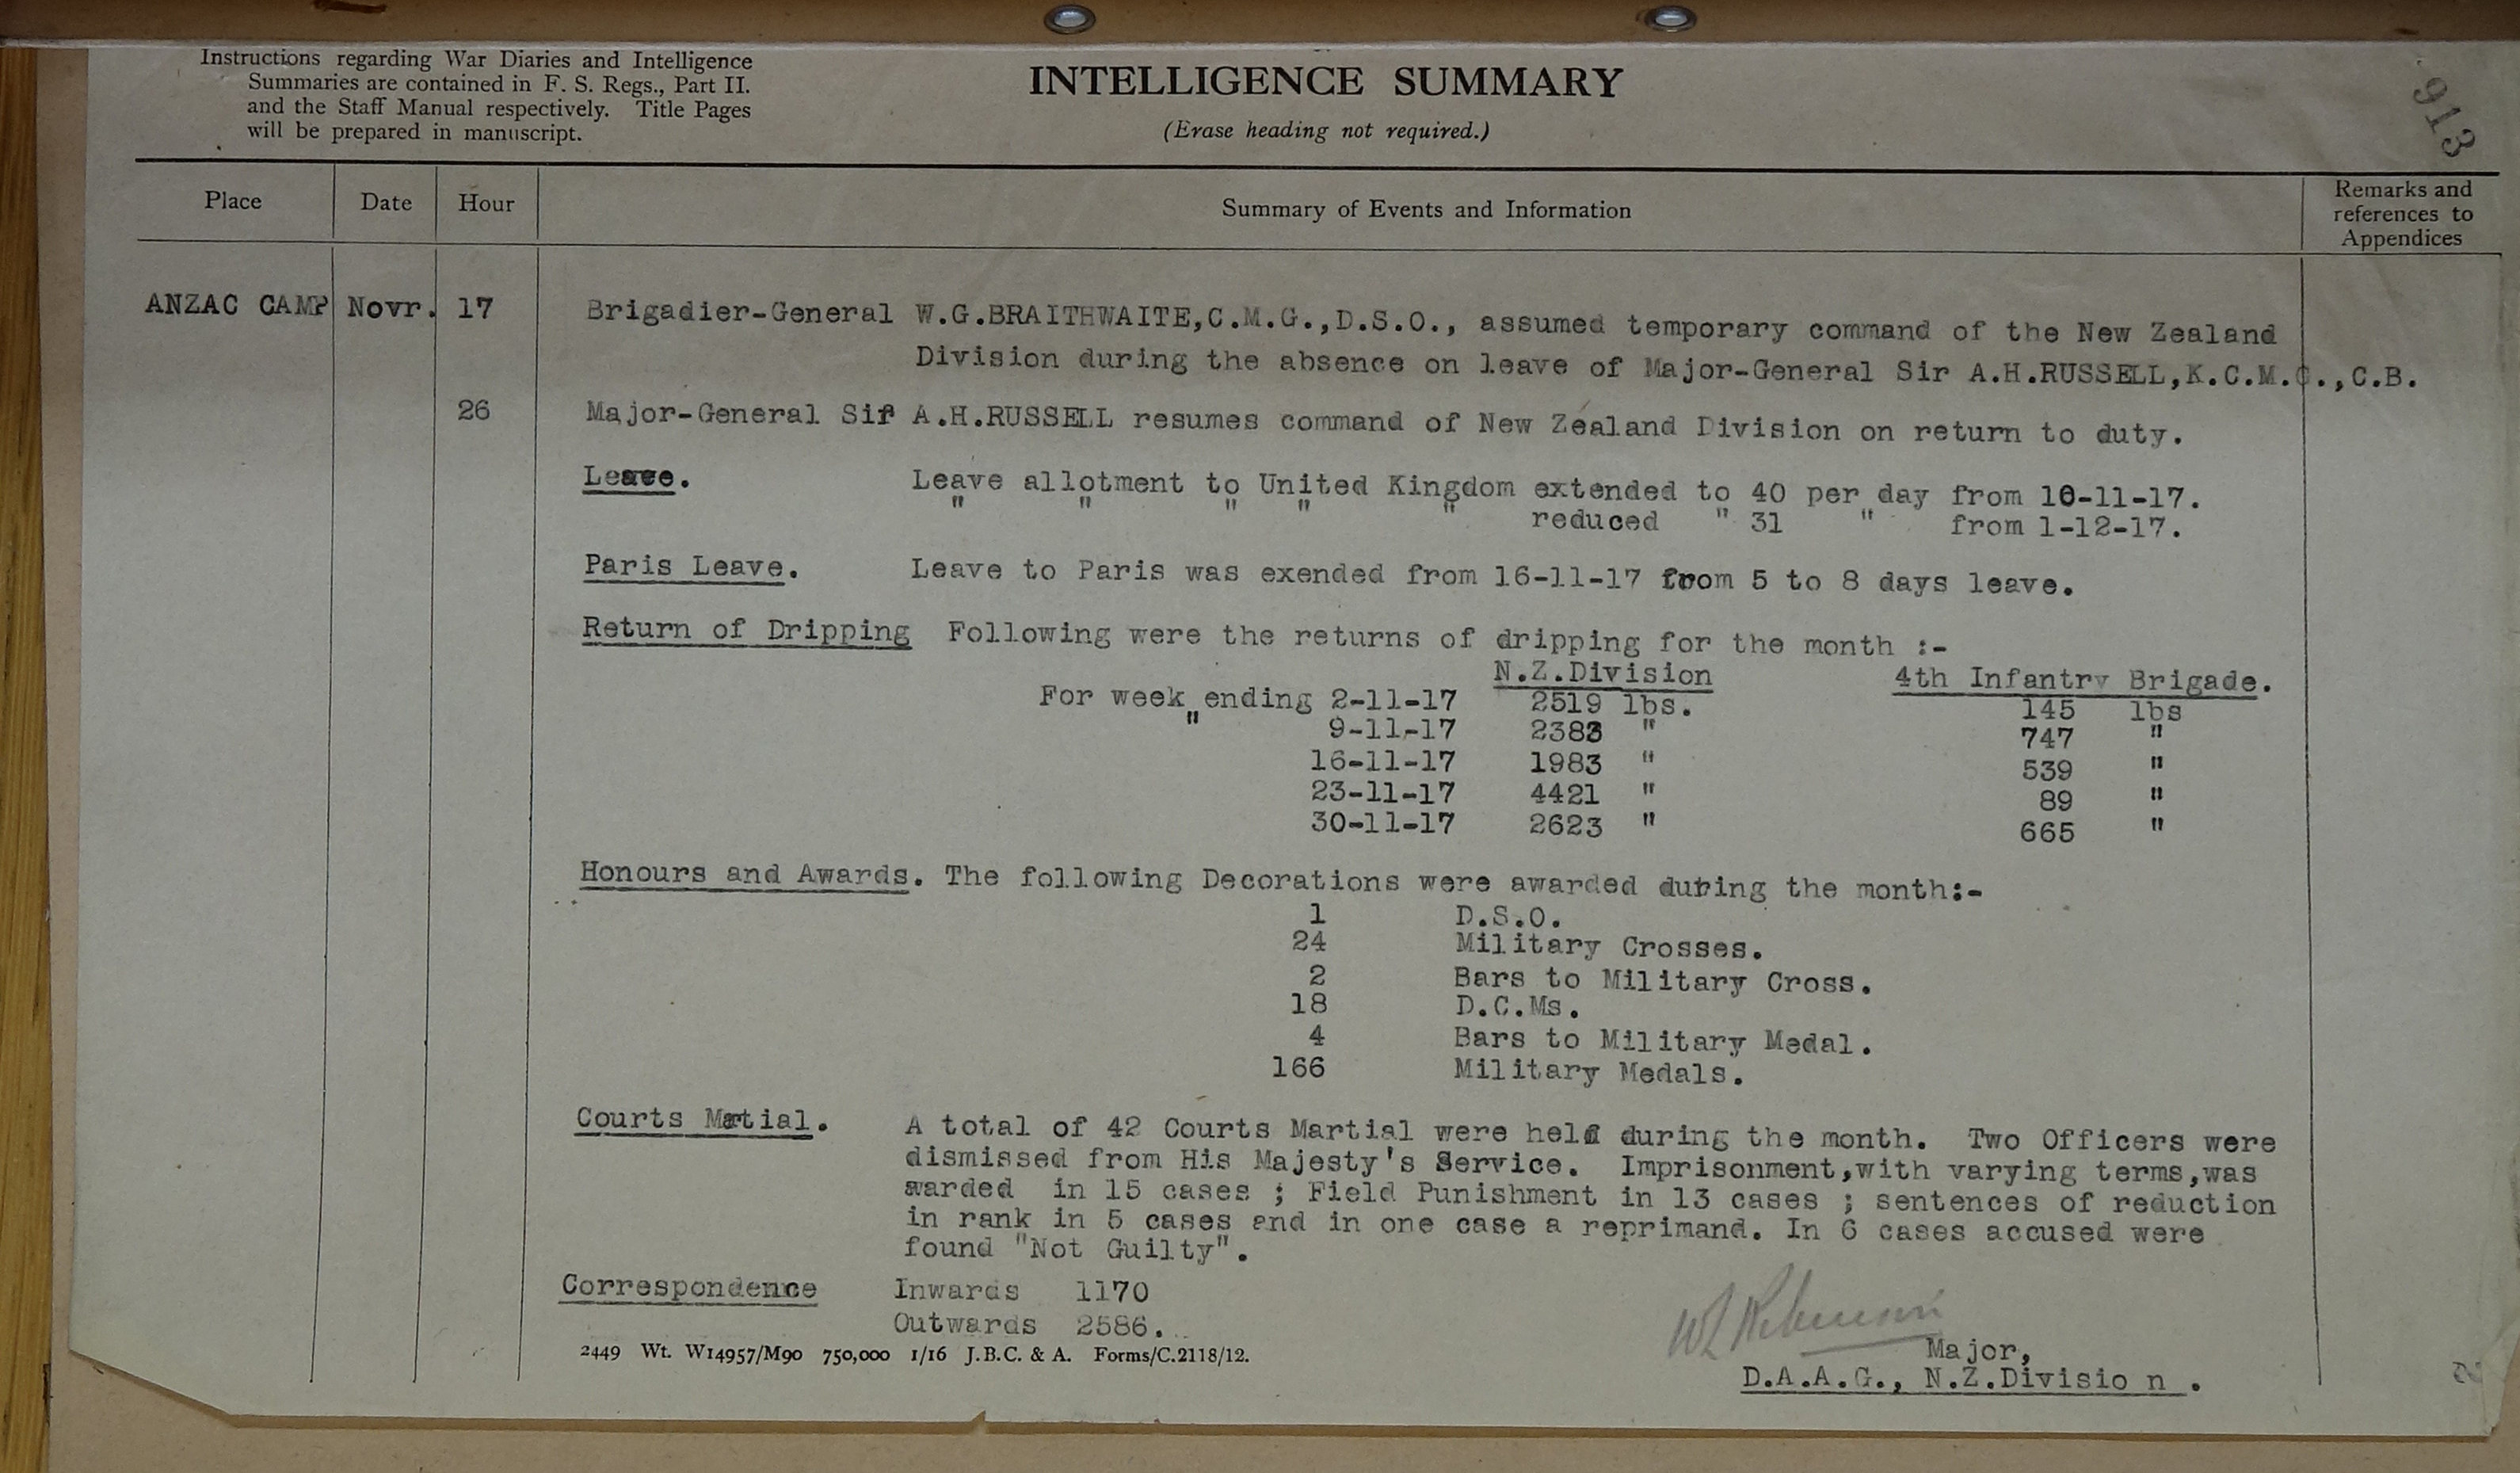 Instructions regarding War Diaries and Intelligence
Summaries are contained in F. S. Regs., Part II.
and the Staff Manual respectively. Title Pages
will be prepared in manuscript.
INTELLIGENCE SUMMARY
(Erase heading not required.)
913
Place Date Hour Summary of Events and Information Remarks and
references to
Appendices
ANZAC CAMP Novr. 17 Brigadier-General W.G.BRAITHWAITE,C.M.G.,D.S.O., assumed temporary command of the New Zealand
Division during the absence on leave of Major-General Sir A.H.RUSSELL,K.C.M.G.,C.B.
26 Major-General Sir A.H.RUSSELL resumes command of New Zealand Division on return to duty.
Leave. Leave allotment to United Kingdom extended to 40 per day from 10-11-17.
" " " " " reduced " 31 " from 1-12-17.
Paris Leave. Leave to Paris was exended from 16-11-17 from 5 to 8 days leave.
Return of Dripping Following were the returns of dripping for the month :-
N.Z.Division 4th Infantry Brigade.
For week ending 2-11-17 2519 lbs. 145 lbs
" 9-11-17 2383 " 747 "
16-11-17 1983 " 539 "
23-11-17 4421 " 89 "
30-11-17 2623 " 665 "
Honours and Awards. The following Decorations were awarded during the month:-
1 D.S.O.
24 Military Crosses.
2 Bars to Military Cross.
18 D.C.Ms.
4 Bars to Military Medal.
166 Military Medals.
Courts Martial. A total of 42 Courts Martial were held during the month. Two Officers were
dismissed from His Majesty's Service. Imprisonment,with varying terms,was
awarded in 15 cases ; Field Punishment in 13 cases ; sentences of reduction
in rank in 5 cases and in one case a reprimand. In 6 cases accused were
found "Not Guilty".
Correspondence Inwards 1170
Outwards 2586.
2449 Wt. W14957/M90 750,000 1/16 J.B.C. & A. Forms/C.2118/12.
Major,
D.A.A.G., N.Z.Divisio n .